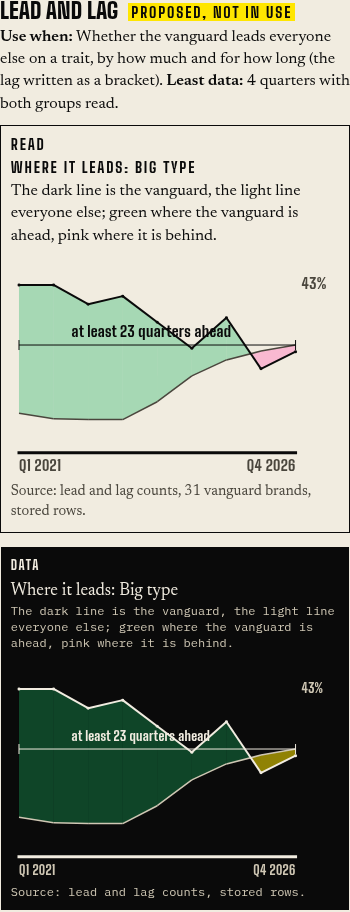 LEAD AND LAG PROPOSED, NOT IN USE
Use when: Whether the vanguard leads everyone
else on a trait, by how much and for how long (the
lag written as a bracket). Least data: 4 quarters with
both groups read.
READ
WHERE IT LEADS: BIG TYPE
The dark line is the vanguard, the light line
everyone else; green where the vanguard is
ahead, pink where it is behind.
43%
at least 23 quarters ahead
Q1 2021 Q4 2026
Source: lead and lag counts, 31 vanguard brands,
stored rows.
DATA
Where it leads: Big type
The dark line is the vanguard, the light line
everyone else; green where the vanguard is
ahead, pink where it is behind.
43%
at least 23 quarters ahead
Q1 2021 Q4 2026
Source: lead and lag counts, stored rows.